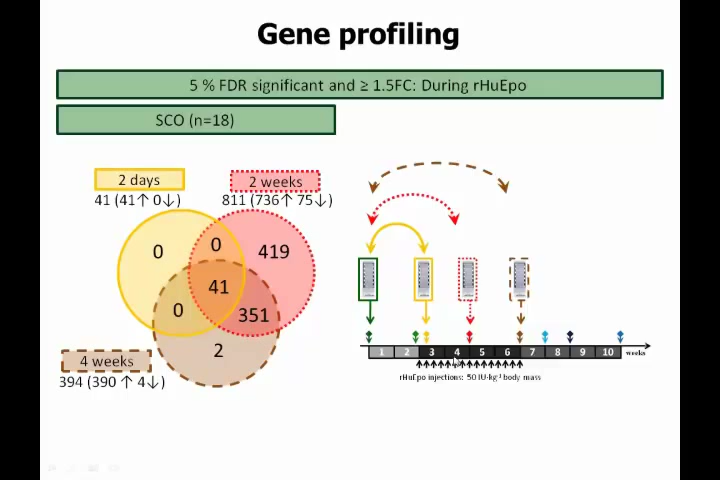 Gene profiling
5 % FDR significant and ≥ 1.5FC: During rHuEpo
SCO (n=18)
2 days
41 (41↑ 0↓)
2 weeks
811 (736↑ 75↓)
0
0
419
41
0
351
2
4 weeks
394 (390 ↑ 4↓)
1 2 3 4 5 6 7 8 9 10 weeks
rHuEpo injections: 50 IU·kg⁻¹ body mass